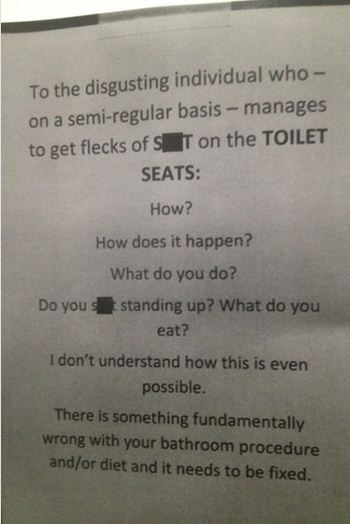 To the disgusting individual who –
on a semi-regular basis – manages
to get flecks of S■T on the TOILET
SEATS:
How?
How does it happen?
What do you do?
Do you s■t standing up? What do you
eat?
I don't understand how this is even
possible.
There is something fundamentally
wrong with your bathroom procedure
and/or diet and it needs to be fixed.